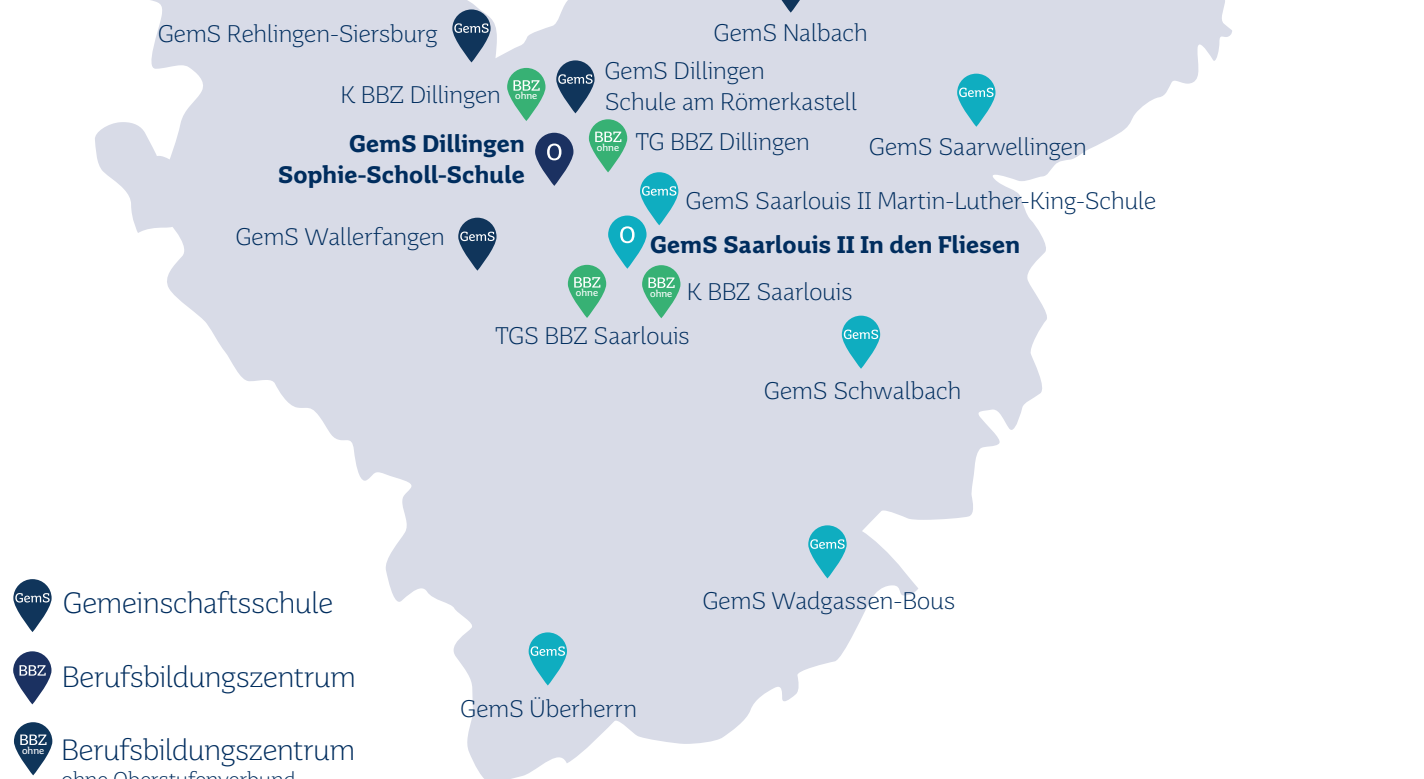 GemS Rehlingen-Siersburg
GemS
GemS Nalbach
K BBZ Dillingen
BBZ
ohne
GemS
GemS Dillingen
Schule am Römerkastell
GemS
GemS Saarwellingen
GemS Dillingen
Sophie-Scholl-Schule
O
BBZ
ohne
TG BBZ Dillingen
GemS
GemS Saarlouis II Martin-Luther-King-Schule
GemS Wallerfangen
GemS
O
GemS Saarlouis II In den Fliesen
BBZ
ohne
TGS BBZ Saarlouis
BBZ
ohne
K BBZ Saarlouis
GemS
GemS Schwalbach
GemS
GemS Wadgassen-Bous
GemS
GemS Überherrn
GemS
Gemeinschaftsschule
BBZ
Berufsbildungszentrum
BBZ
ohne
Berufsbildungszentrum
ohne Oberstufenverbund